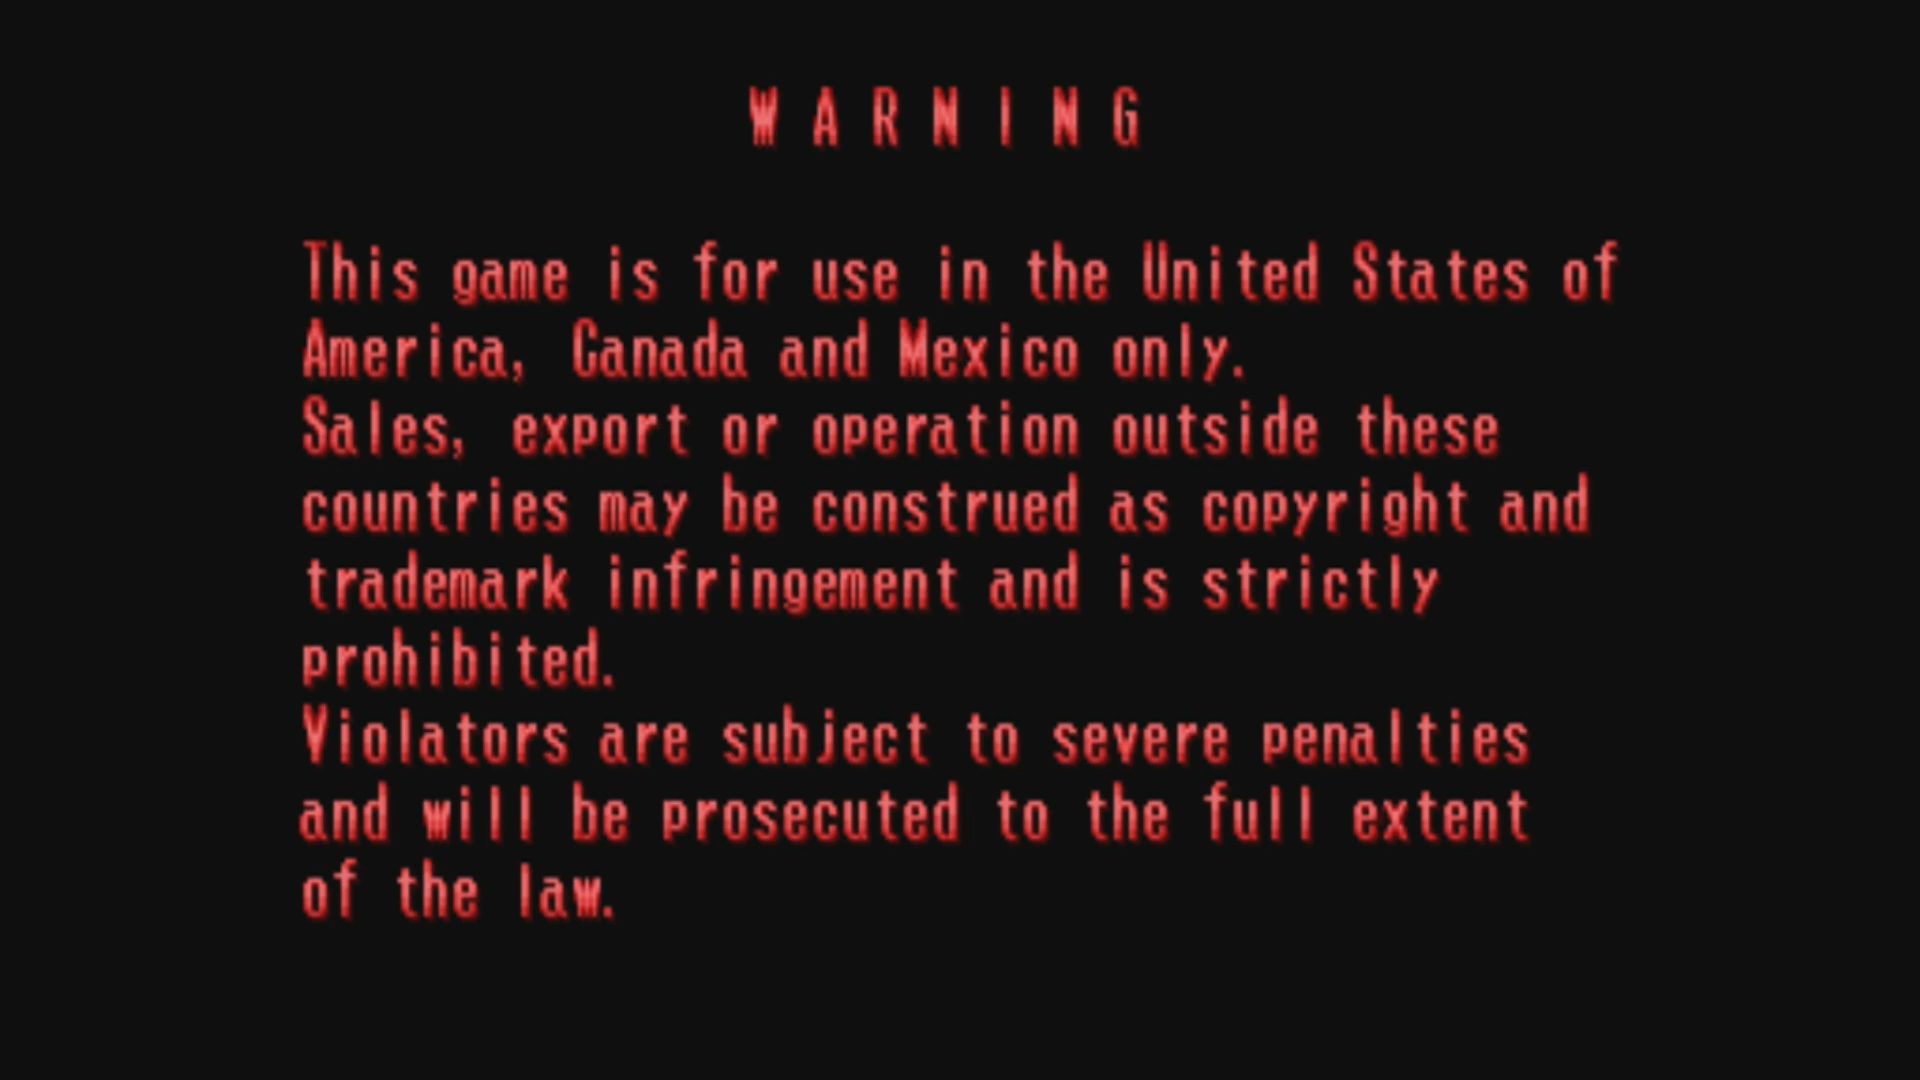 WARNING
This game is for use in the United States of
America, Canada and Mexico only.
Sales, export or operation outside these
countries may be construed as copyright and
trademark infringement and is strictly
prohibited.
Violators are subject to severe penalties
and will be prosecuted to the full extent
of the law.